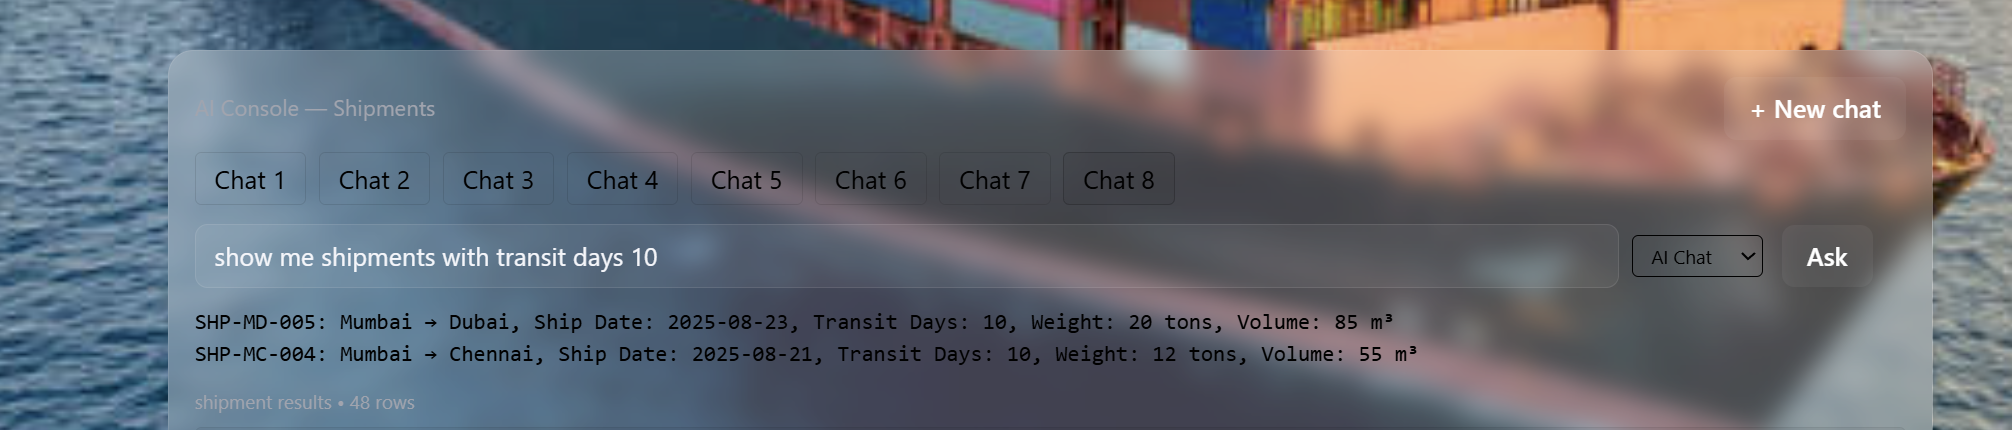 AI Console — Shipments
+ New chat
Chat 1 Chat 2 Chat 3 Chat 4 Chat 5 Chat 6 Chat 7 Chat 8
show me shipments with transit days 10 AI Chat Ask
SHP-MD-005: Mumbai → Dubai, Ship Date: 2025-08-23, Transit Days: 10, Weight: 20 tons, Volume: 85 m³
SHP-MC-004: Mumbai → Chennai, Ship Date: 2025-08-21, Transit Days: 10, Weight: 12 tons, Volume: 55 m³
shipment results • 48 rows